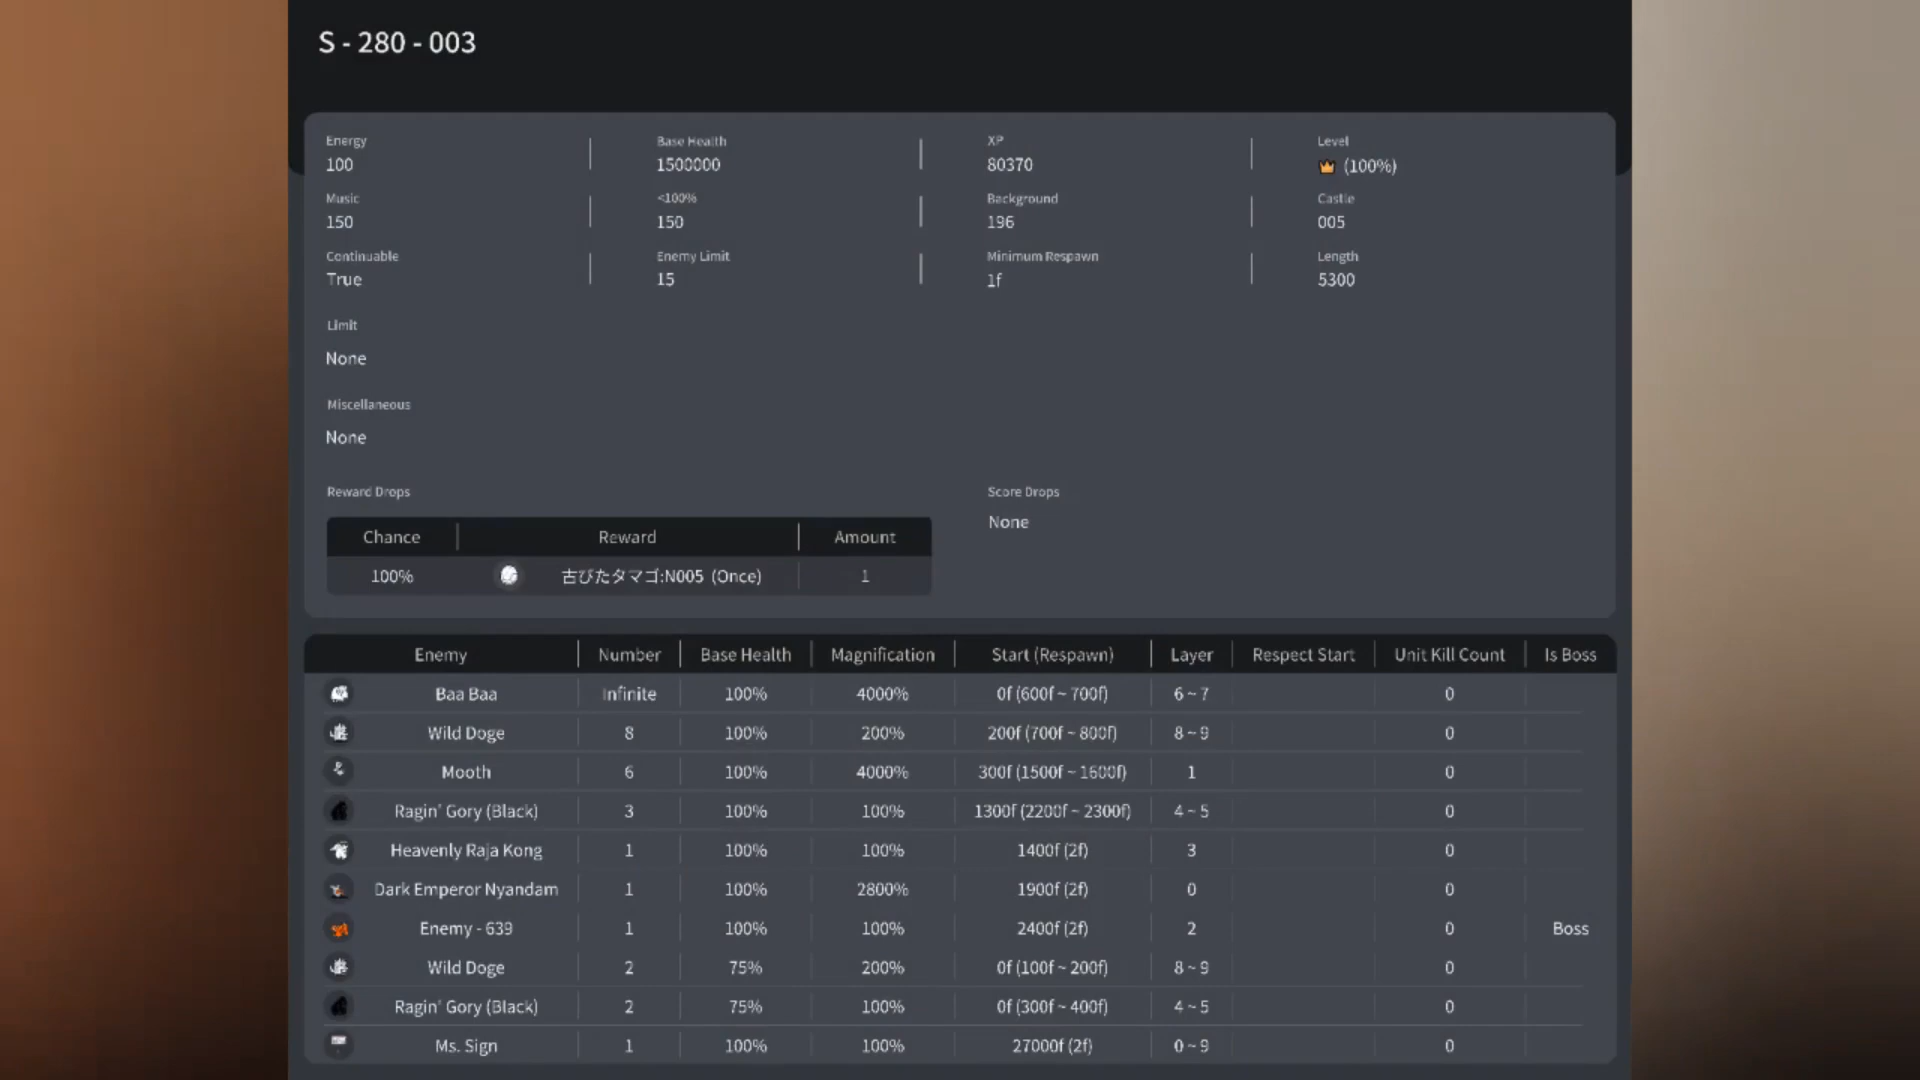 S - 280 - 003
Energy Base Health XP Level
100 1500000 80370 (100%)
Music <100% Background Castle
150 150 196 005
Continuable Enemy Limit Minimum Respawn Length
True 15 1f 5300
Limit
None
Miscellaneous
None
Reward Drops Score Drops
None
Chance Reward Amount
100% 古びたタマゴ:N005 (Once) 1
Enemy Number Base Health Magnification Start (Respawn) Layer Respect Start Unit Kill Count Is Boss
Baa Baa Infinite 100% 4000% 0f (600f ~ 700f) 6 ~ 7 0
Wild Doge 8 100% 200% 200f (700f ~ 800f) 8 ~ 9 0
Mooth 6 100% 4000% 300f (1500f ~ 1600f) 1 0
Ragin' Gory (Black) 3 100% 100% 1300f (2200f ~ 2300f) 4 ~ 5 0
Heavenly Raja Kong 1 100% 100% 1400f (2f) 3 0
Dark Emperor Nyandam 1 100% 2800% 1900f (2f) 0 0
Enemy - 639 1 100% 100% 2400f (2f) 2 0 Boss
Wild Doge 2 75% 200% 0f (100f ~ 200f) 8 ~ 9 0
Ragin' Gory (Black) 2 75% 100% 0f (300f ~ 400f) 4 ~ 5 0
Ms. Sign 1 100% 100% 27000f (2f) 0 ~ 9 0